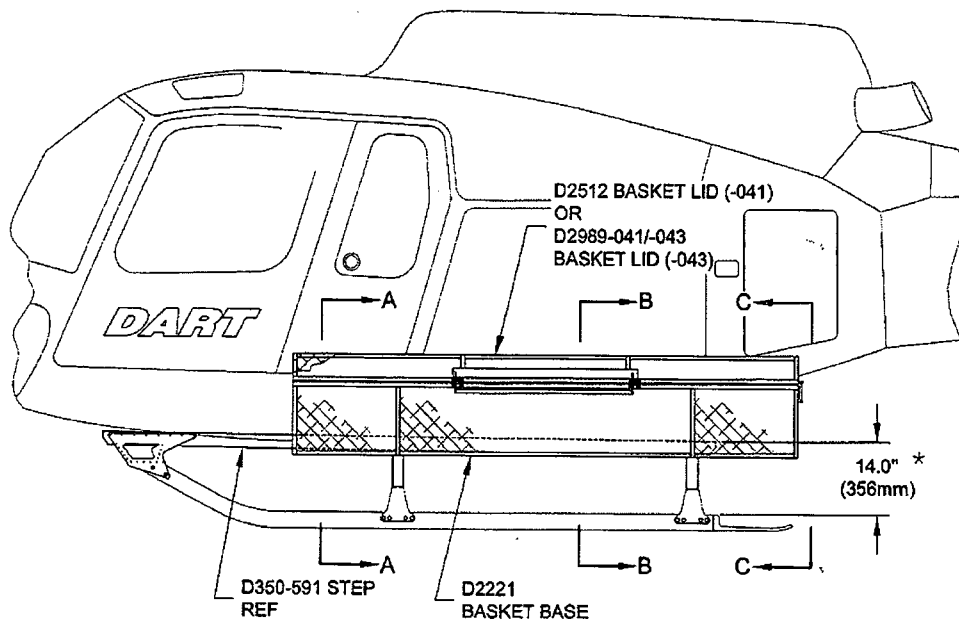 D2512 BASKET LID (-041)
OR
D2989-041/-043
BASKET LID (-043)
A
B
C
DART
14.0" *
(356mm)
A
B
C
D350-591 STEP
REF
D2221
BASKET BASE